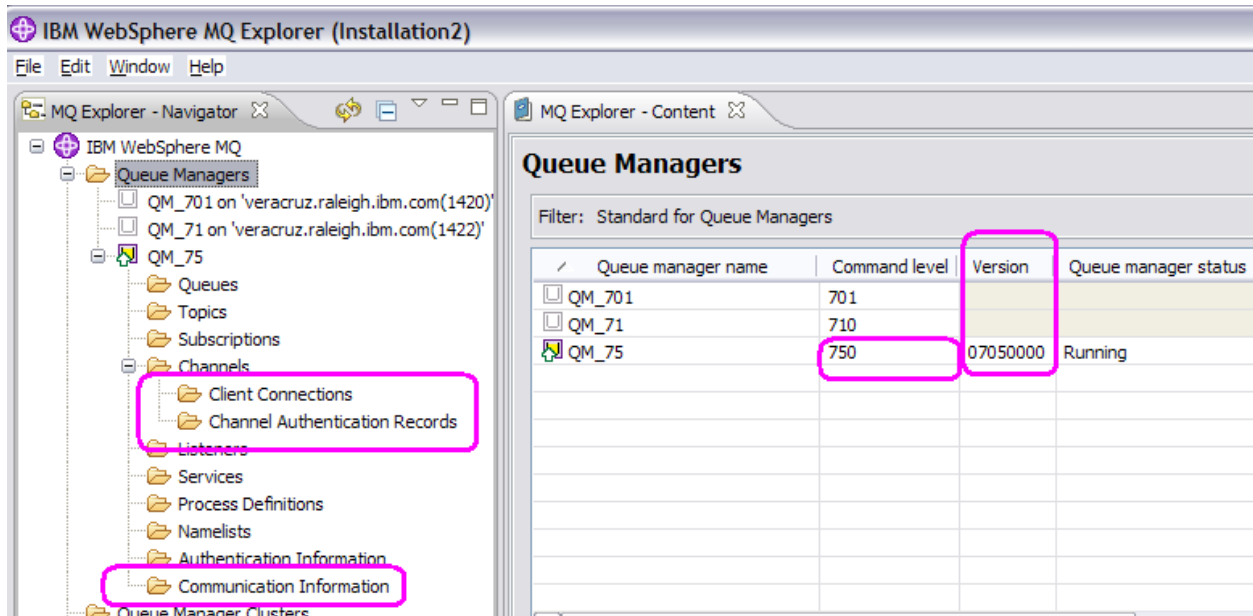 IBM WebSphere MQ Explorer (Installation2)
File Edit Window Help
MQ Explorer - Navigator
IBM WebSphere MQ
Queue Managers
QM_701 on 'veracruz.raleigh.ibm.com(1420)'
QM_71 on 'veracruz.raleigh.ibm.com(1422)'
QM_75
Queues
Topics
Subscriptions
Channels
Client Connections
Channel Authentication Records
Listeners
Services
Process Definitions
Namelists
Authentication Information
Communication Information
Queue Manager Clusters
MQ Explorer - Content
Queue Managers
Filter: Standard for Queue Managers
Queue manager name Command level Version Queue manager status
QM_701 701
QM_71 710
QM_75 750 07050000 Running